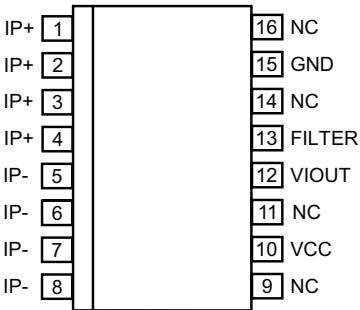 IP+ 1 16 NC
IP+ 2 15 GND
IP+ 3 14 NC
IP+ 4 13 FILTER
IP- 5 12 VIOUT
IP- 6 11 NC
IP- 7 10 VCC
IP- 8 9 NC